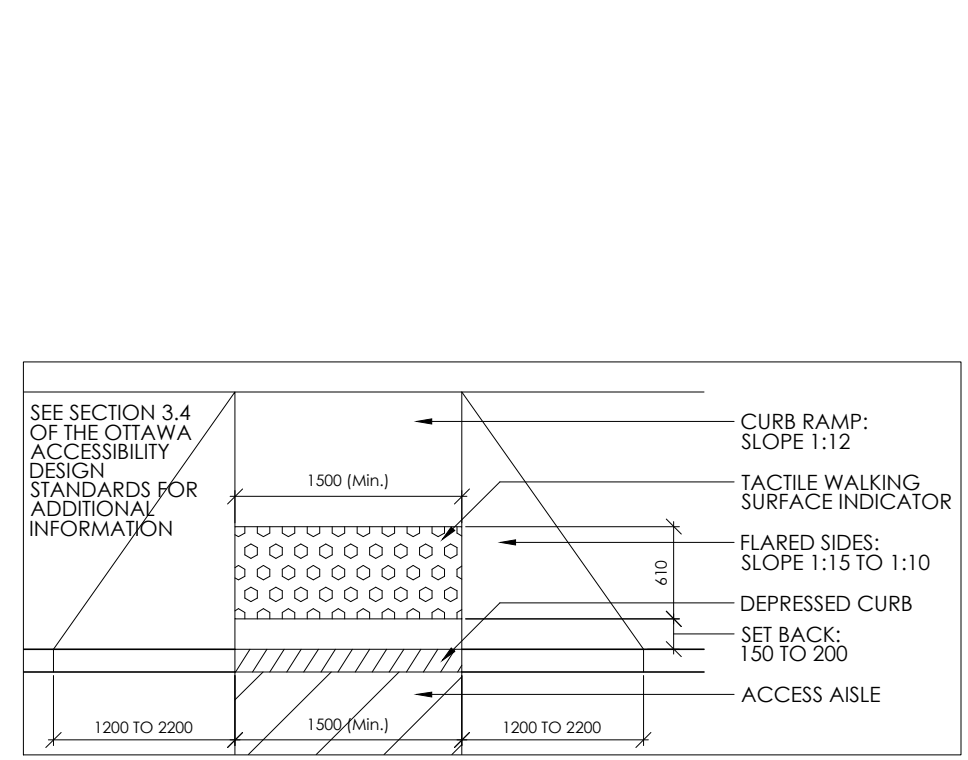 SEE SECTION 3.4
OF THE OTTAWA
ACCESSIBILITY
DESIGN
STANDARDS FOR
ADDITIONAL
INFORMATION
1500 (Min.)
CURB RAMP:
SLOPE 1:12
TACTILE WALKING
SURFACE INDICATOR
FLARED SIDES:
SLOPE 1:15 TO 1:10
610
DEPRESSED CURB
SET BACK:
150 TO 200
ACCESS AISLE
1200 TO 2200
1500 (Min.)
1200 TO 2200